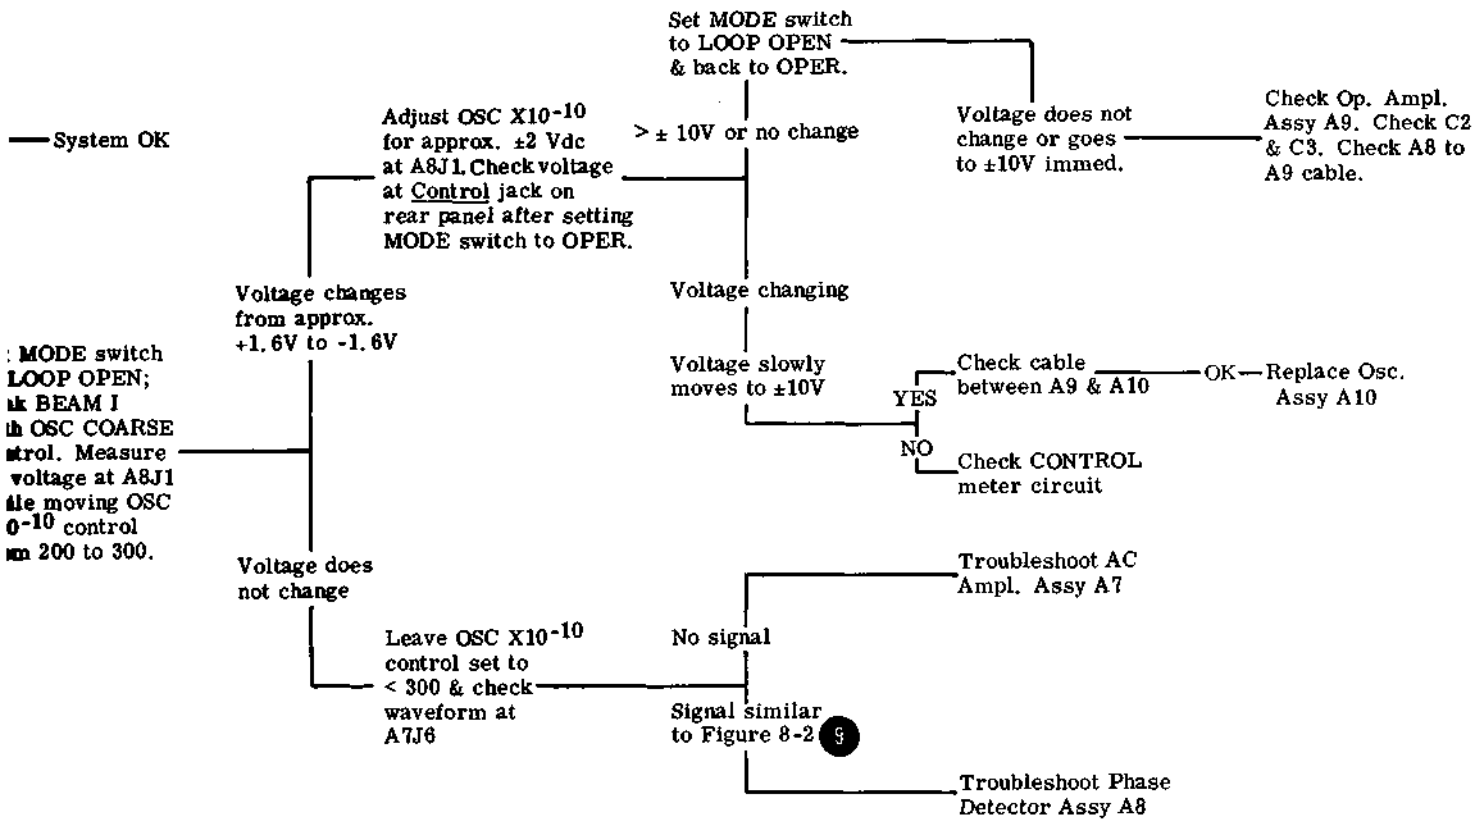 System OK
Adjust OSC X10-10
for approx. ±2 Vdc
at A8J1. Check voltage
at Control jack on
rear panel after setting
MODE switch to OPER.
Set MODE switch
to LOOP OPEN
& back to OPER.
> ± 10V or no change
Voltage does not
change or goes
to ±10V immed.
Check Op. Ampl.
Assy A9. Check C2
& C3. Check A8 to
A9 cable.
Voltage changes
from approx.
+1.6V to -1.6V
Voltage changing
Voltage slowly
moves to ±10V
YES
Check cable
between A9 & A10
OK
Replace Osc.
Assy A10
NO
Check CONTROL
meter circuit
MODE switch
LOOP OPEN;
BEAM I
OSC COARSE
Measure
voltage at A8J1
moving OSC
control
200 to 300.
Voltage does
not change
Leave OSC X10-10
control set to
< 300 & check
waveform at
A7J6
No signal
Signal similar
to Figure 8-2
Troubleshoot AC
Ampl. Assy A7
Troubleshoot Phase
Detector Assy A8